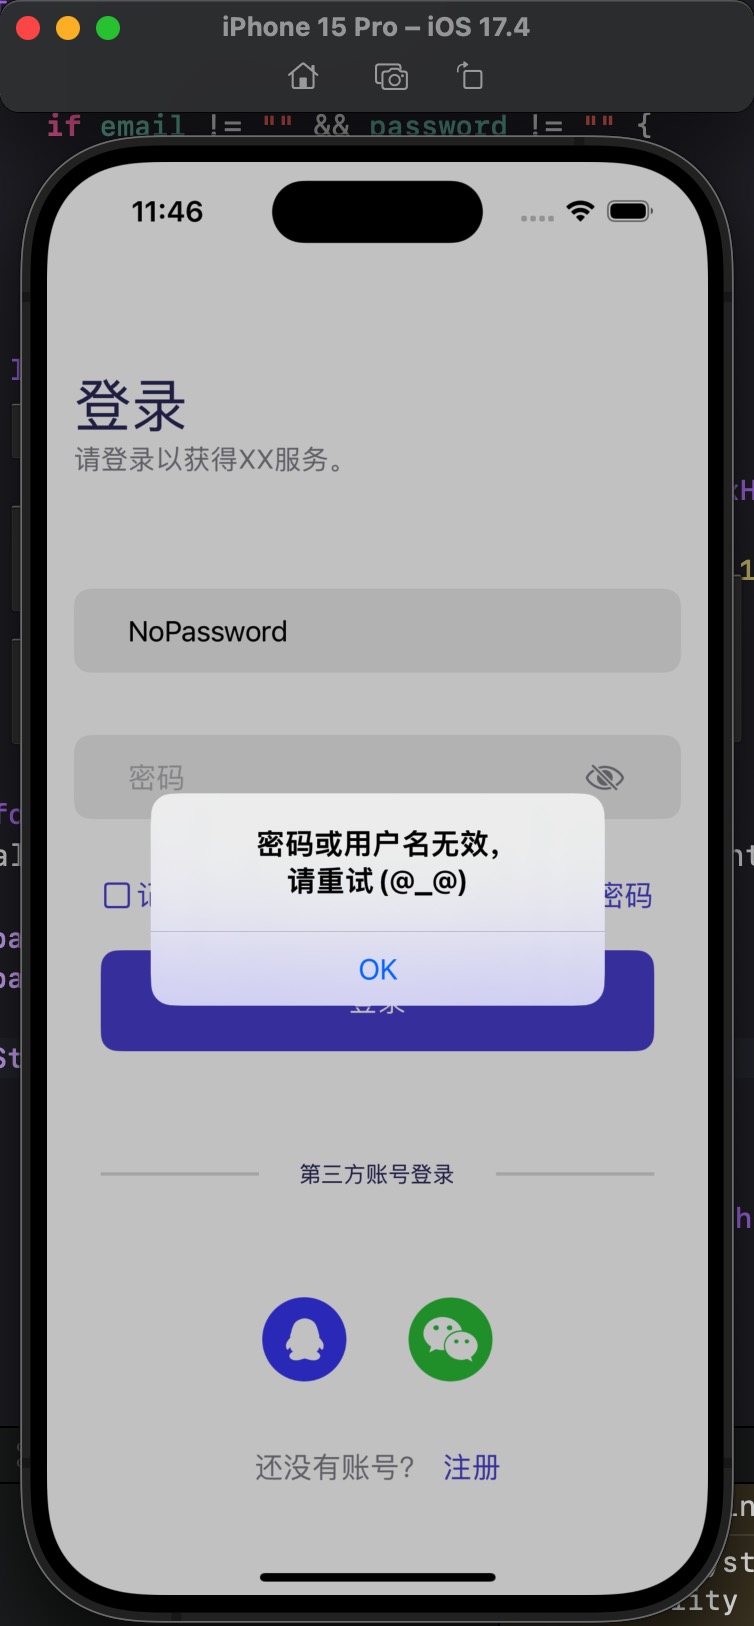 iPhone 15 Pro – iOS 17.4
if email != "" && password != "" {
11:46
登录
请登录以获得XX服务。
NoPassword
密码
密码或用户名无效，
请重试(@_@)
密码
OK
登录
第三方账号登录
还没有账号? 注册